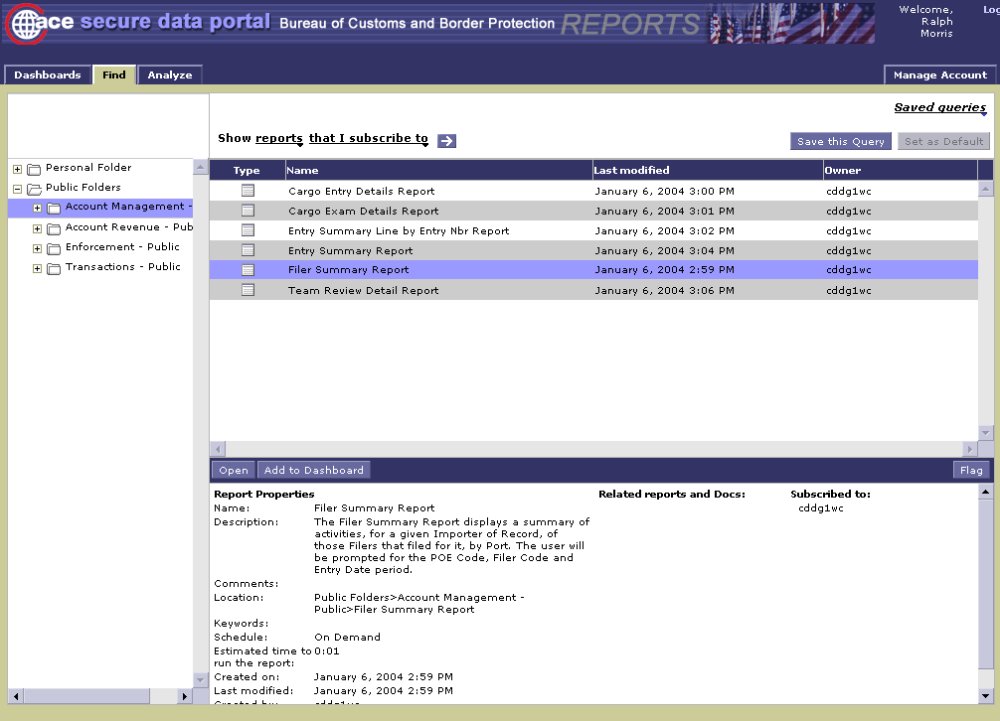 ace secure data portal Bureau of Customs and Border Protection REPORTS
Welcome,
Ralph
Morris
Log
Dashboards Find Analyze Manage Account
Saved queries
Show reports that I subscribe to
Save this Query Set as Default
Personal Folder
Public Folders
Account Management -
Account Revenue - Pub
Enforcement - Public
Transactions - Public
Type Name Last modified Owner
Cargo Entry Details Report January 6, 2004 3:00 PM cddg1wc
Cargo Exam Details Report January 6, 2004 3:01 PM cddg1wc
Entry Summary Line by Entry Nbr Report January 6, 2004 3:02 PM cddg1wc
Entry Summary Report January 6, 2004 3:04 PM cddg1wc
Filer Summary Report January 6, 2004 2:59 PM cddg1wc
Team Review Detail Report January 6, 2004 3:06 PM cddg1wc
Open Add to Dashboard Flag
Report Properties Related reports and Docs: Subscribed to:
Name: Filer Summary Report cddg1wc
Description: The Filer Summary Report displays a summary of
activities, for a given Importer of Record, of
those Filers that filed for it, by Port. The user will
be prompted for the POE Code, Filer Code and
Entry Date period.
Comments:
Location: Public Folders>Account Management -
Public>Filer Summary Report
Keywords:
Schedule: On Demand
Estimated time to 0:01
run the report:
Created on: January 6, 2004 2:59 PM
Last modified: January 6, 2004 2:59 PM
Created by: cddg1wc